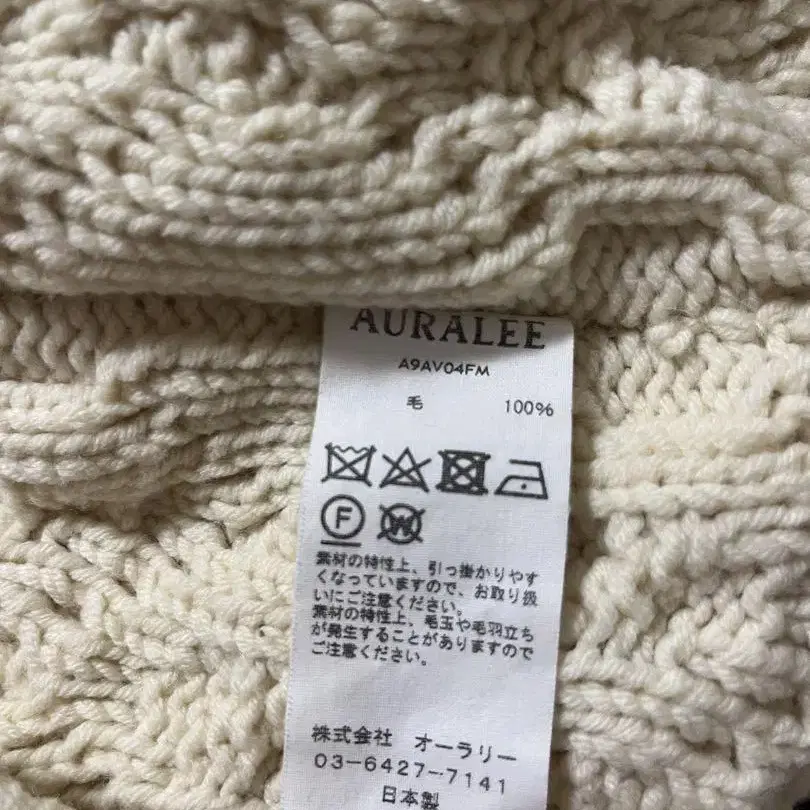 AURALEE
A9AV04FM
毛 100%
F W
素材の特性上、引っ掛かりやす
くなっていますので、お取り扱
いにご注意ください。
素材の特性上、毛玉や毛羽立ち
が発生することがありますので
ご注意ください。
株式会社 オーラリー
03-6427-7141
日本製